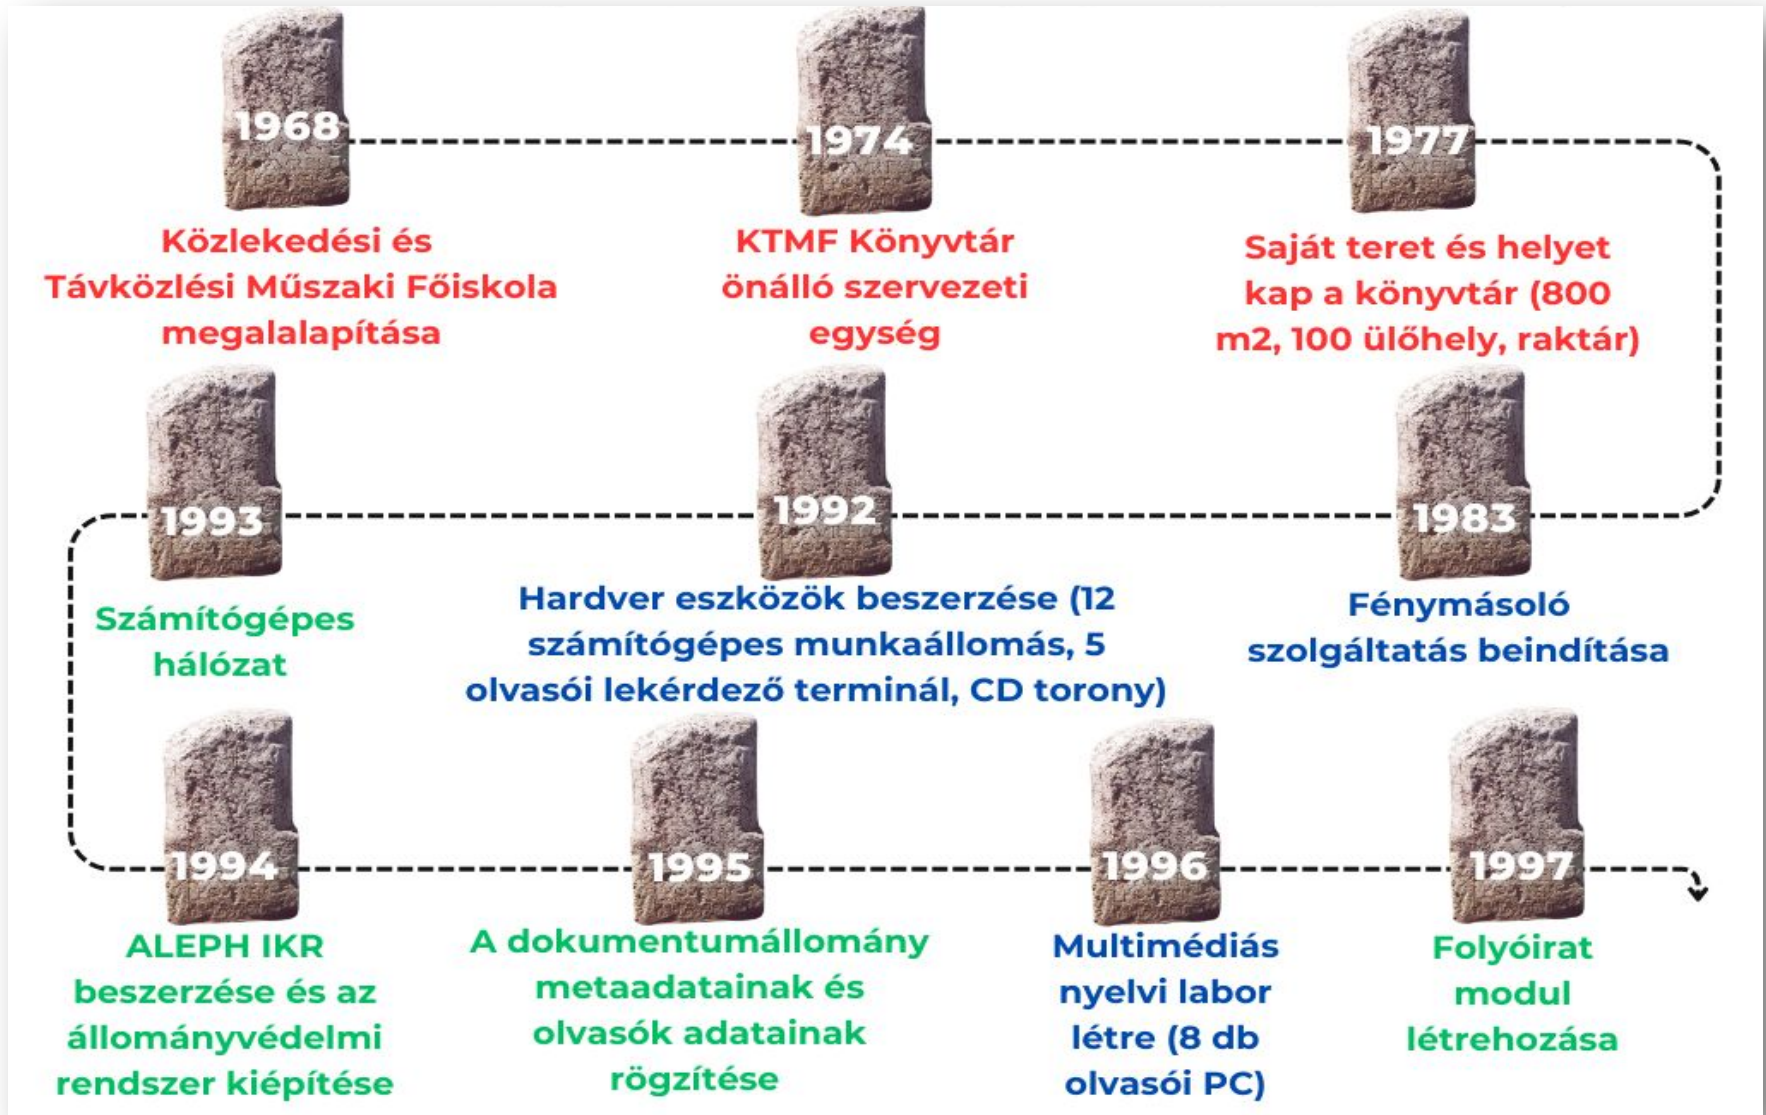 1968
Közlekedési és
Távközlési Műszaki Főiskola
megalalapítása
1974
KTMF Könyvtár
önálló szervezeti
egység
1977
Saját teret és helyet
kap a könyvtár (800
m2, 100 ülőhely, raktár)
1983
Fénymásoló
szolgáltatás beindítása
1992
Hardver eszközök beszerzése (12
számítógépes munkaállomás, 5
olvasói lekérdező terminál, CD torony)
1993
Számítógépes
hálózat
1994
ALEPH IKR
beszerzése és az
állományvédelmi
rendszer kiépítése
1995
A dokumentumállomány
metaadatainak és
olvasók adatainak
rögzítése
1996
Multimédiás
nyelvi labor
létre (8 db
olvasói PC)
1997
Folyóirat
modul
létrehozása